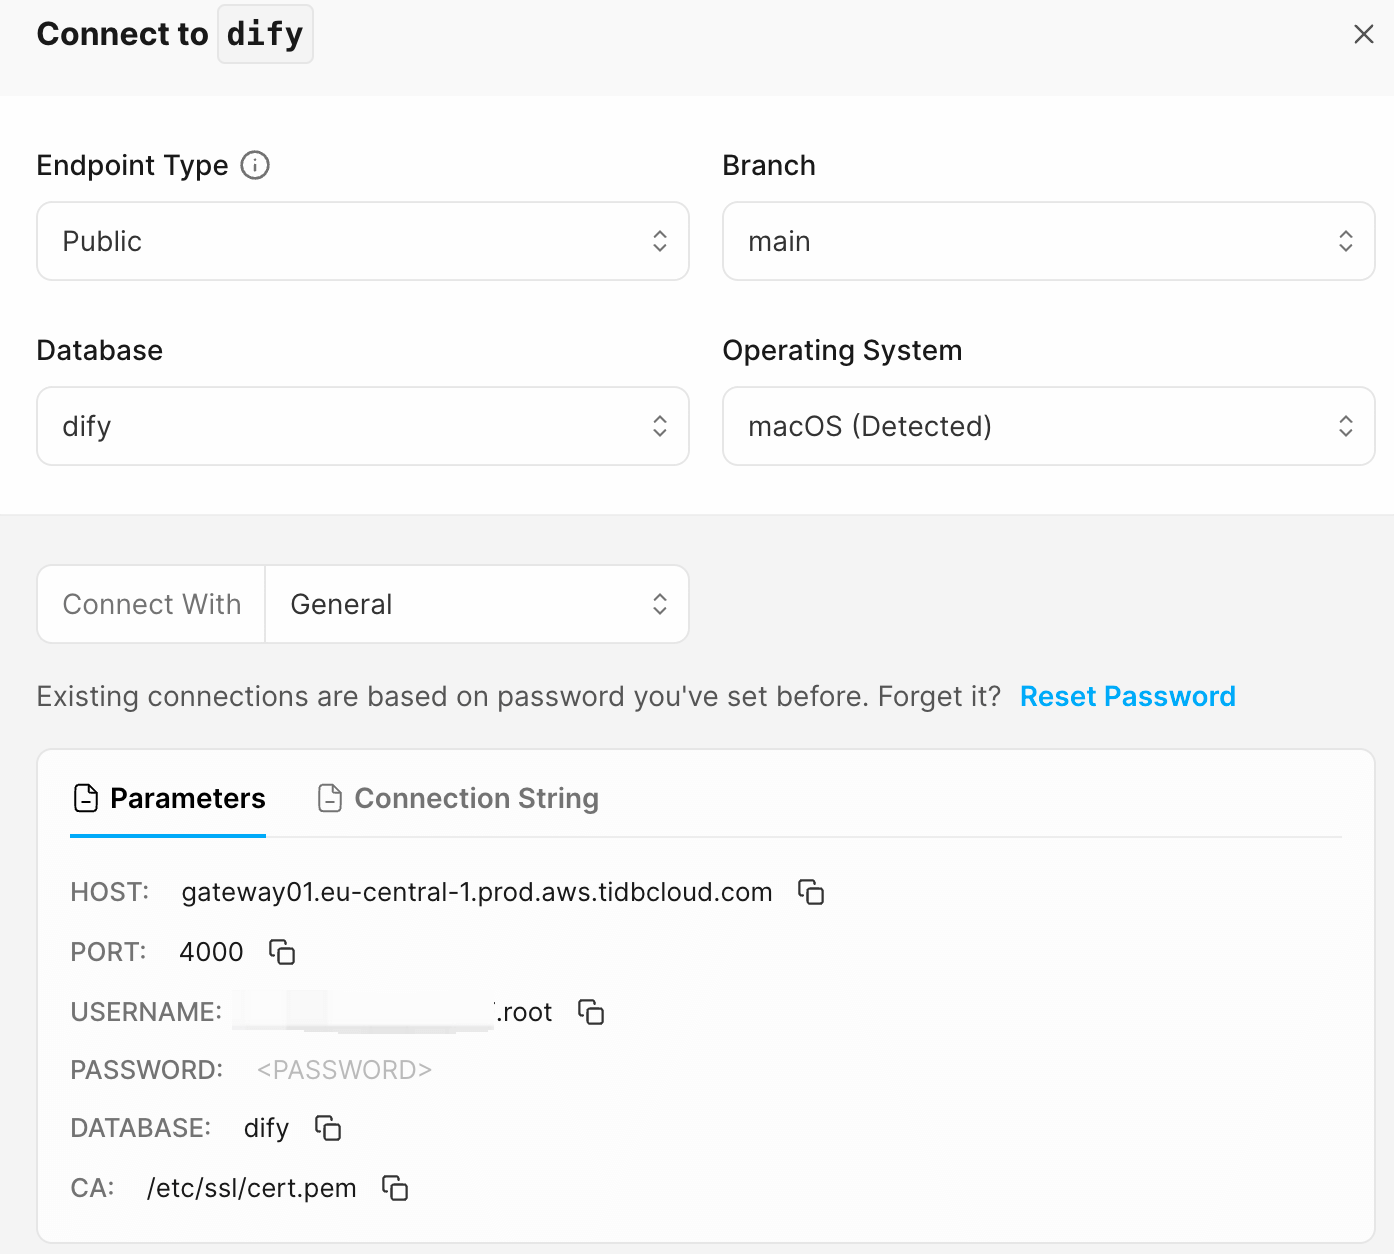 Connect to dify
Endpoint Type
Branch
Public
main
Database
Operating System
dify
macOS (Detected)
Connect With General
Existing connections are based on password you've set before. Forget it? Reset Password
Parameters Connection String
HOST: gateway01.eu-central-1.prod.aws.tidbcloud.com
PORT: 4000
USERNAME: .root
PASSWORD: <PASSWORD>
DATABASE: dify
CA: /etc/ssl/cert.pem